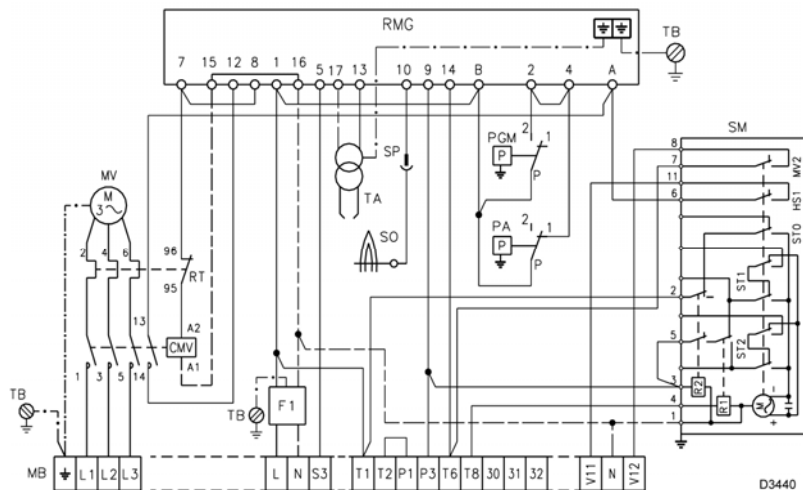 RMG
TB
7 15 12 8 1 16 5 17 13 10 9 14 B 2 4 A
SM
8
7
11
6
MV2
HS1
ST0
ST1
ST2
MV
M
3
2 4 6
96
RT
95
13
A2
CMV
A1
1 3 5 14
SP
TA
SO
PGM
P
2 1
P
PA
P
2 1
P
2
5
3
4
1
R2
R1
M
-
+
TB
TB
F1
MB
L1 L2 L3
L N S3
T1 T2 P1 P3 T6 T8 30 31 32
V11 N V12
D3440